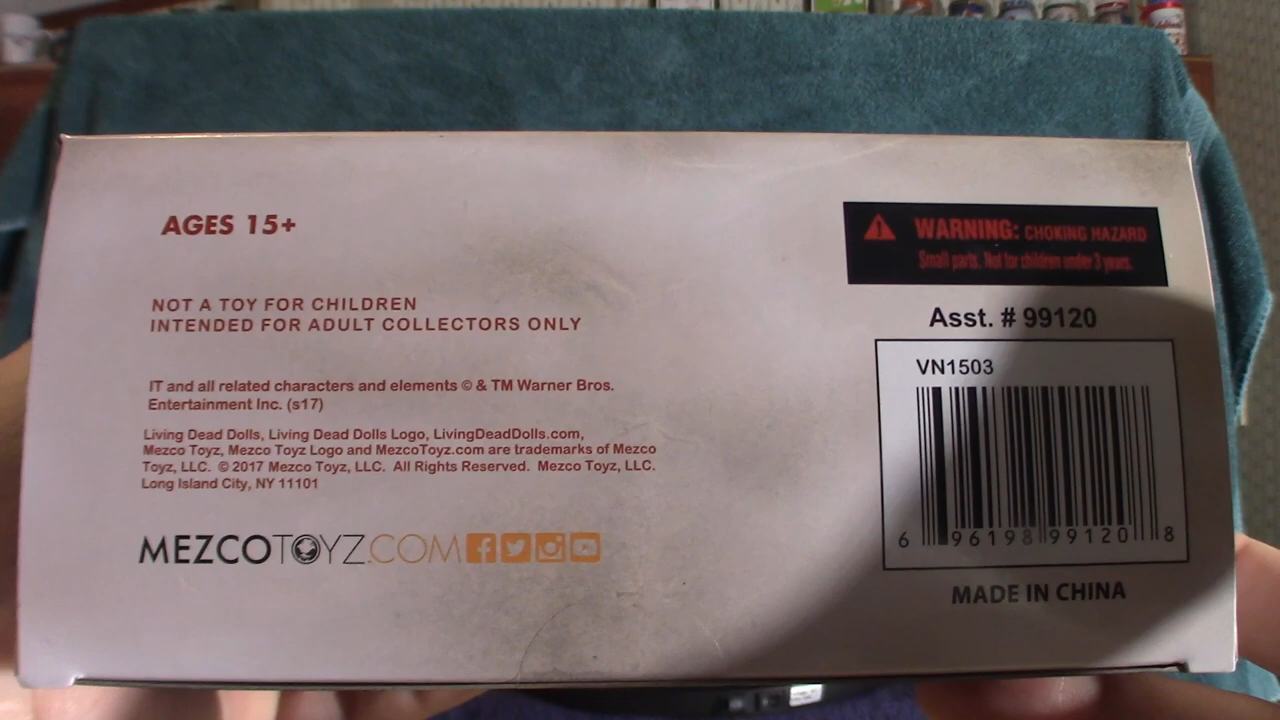 AGES 15+
NOT A TOY FOR CHILDREN
INTENDED FOR ADULT COLLECTORS ONLY
IT and all related characters and elements © & TM Warner Bros.
Entertainment Inc. (s17)
Living Dead Dolls, Living Dead Dolls Logo, LivingDeadDolls.com,
Mezco Toyz, Mezco Toyz Logo and MezcoToyz.com are trademarks of Mezco
Toyz, LLC. © 2017 Mezco Toyz, LLC. All Rights Reserved. Mezco Toyz, LLC.
Long Island City, NY 11101
MEZCOTOYZ.COM
WARNING: CHOKING HAZARD
Small parts. Not for children under 3 years.
Asst. # 99120
VN1503
6 96198 99120 8
MADE IN CHINA